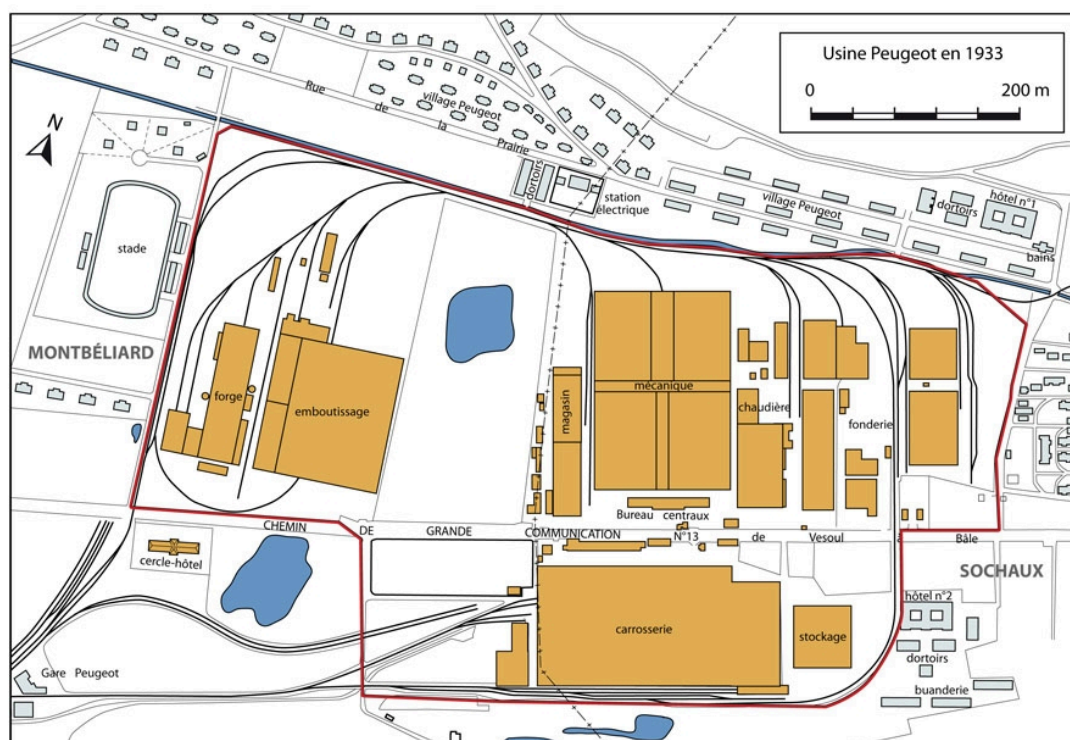 Usine Peugeot en 1933
0 200 m
N
Rue de la Prairie
village Peugeot
dortoirs
station
électrique
village Peugeot
dortoirs
hôtel n°1
bains
stade
MONTBÉLIARD
forge
emboutissage
magasin
mécanique
chaudière
fonderie
Bureau centraux
CHEMIN DE GRANDE COMMUNICATION N°13 de Vesoul à Bâle
cercle-hôtel
SOCHAUX
hôtel n°2
carrosserie
stockage
dortoirs
buanderie
Gare Peugeot